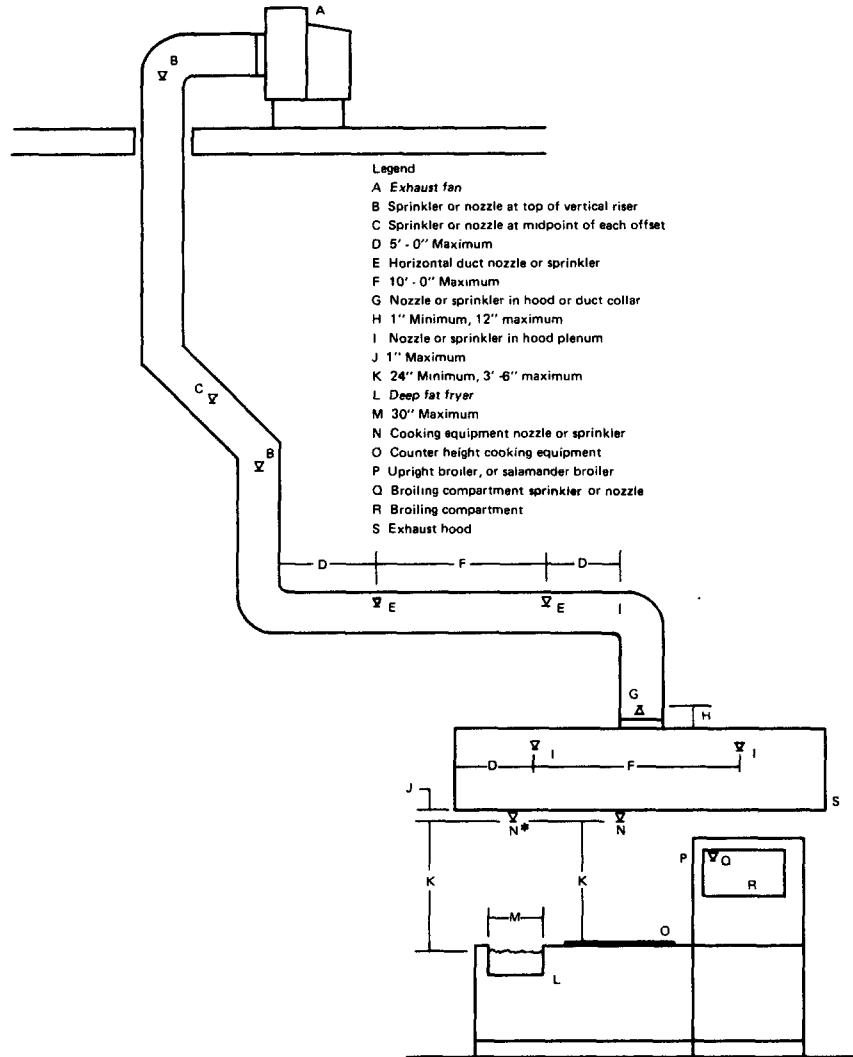 A
B
Legend
A Exhaust fan
B Sprinkler or nozzle at top of vertical riser
C Sprinkler or nozzle at midpoint of each offset
D 5' - 0'' Maximum
E Horizontal duct nozzle or sprinkler
F 10' - 0'' Maximum
G Nozzle or sprinkler in hood or duct collar
H 1'' Minimum, 12'' maximum
I Nozzle or sprinkler in hood plenum
J 1'' Maximum
K 24'' Minimum, 3' -6'' maximum
L Deep fat fryer
M 30'' Maximum
N Cooking equipment nozzle or sprinkler
O Counter height cooking equipment
P Upright broiler, or salamander broiler
Q Broiling compartment sprinkler or nozzle
R Broiling compartment
S Exhaust hood
C
B
D F D
E E
G
H
I I
D F
J
S
N* N
P Q
K K R
M
O
L